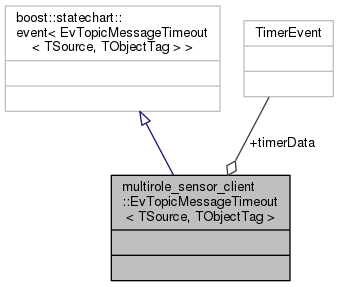 boost::statechart::
event< EvTopicMessageTimeout
< TSource, TObjectTag > >
TimerEvent
+timerData
multirole_sensor_client
::EvTopicMessageTimeout
< TSource, TObjectTag >